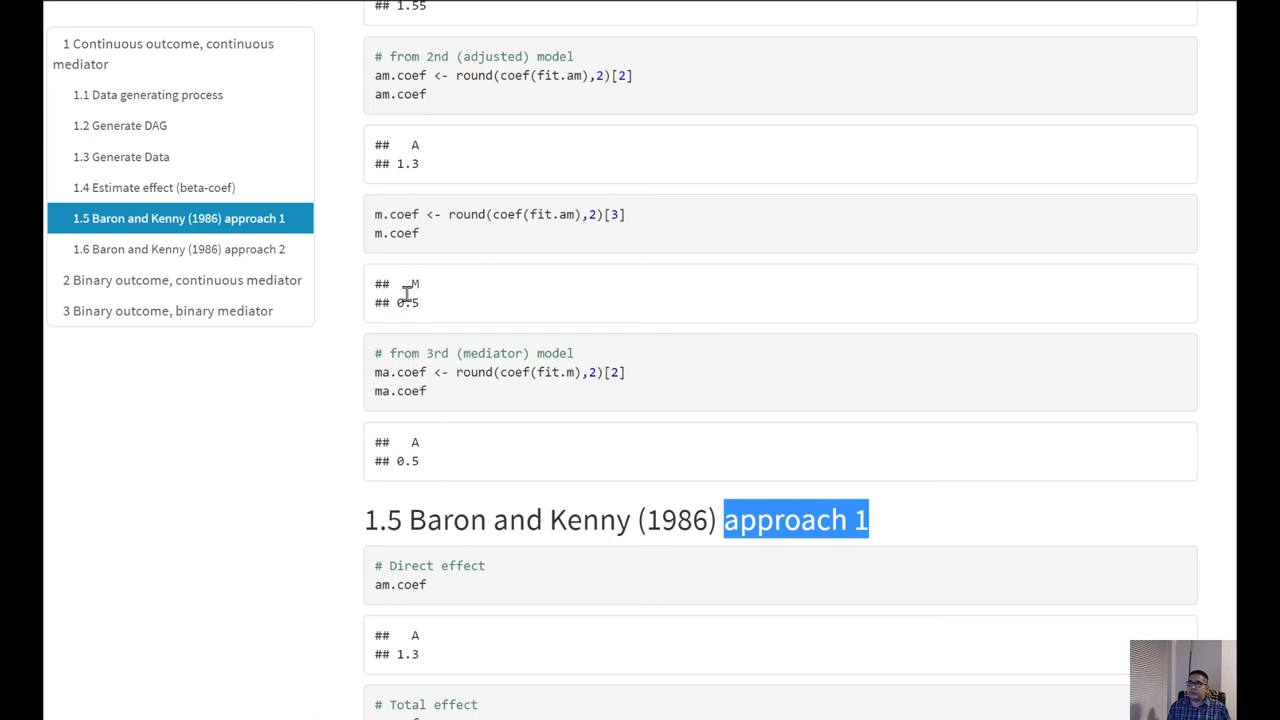 1 Continuous outcome, continuous
mediator
1.1 Data generating process
1.2 Generate DAG
1.3 Generate Data
1.4 Estimate effect (beta-coef)
1.5 Baron and Kenny (1986) approach 1
1.6 Baron and Kenny (1986) approach 2
2 Binary outcome, continuous mediator
3 Binary outcome, binary mediator
## 1.55
# from 2nd (adjusted) model
am.coef <- round(coef(fit.am),2)[2]
am.coef
##   A
## 1.3
m.coef <- round(coef(fit.am),2)[3]
m.coef
##   M
## 0.5
# from 3rd (mediator) model
ma.coef <- round(coef(fit.m),2)[2]
ma.coef
##   A
## 0.5
1.5 Baron and Kenny (1986) approach 1
# Direct effect
am.coef
##   A
## 1.3
# Total effect